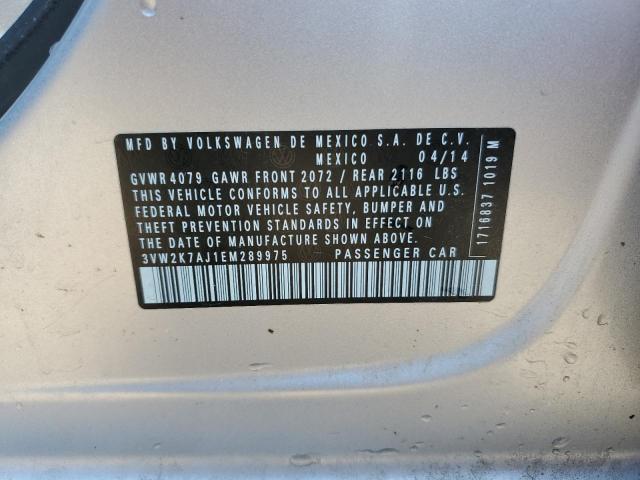 MFD BY VOLKSWAGEN DE MEXICO S.A. DE C.V.
MEXICO 04/14
GVWR 4079 GAWR FRONT 2072 / REAR 2116 LBS
THIS VEHICLE CONFORMS TO ALL APPLICABLE U.S.
FEDERAL MOTOR VEHICLE SAFETY, BUMPER AND
THEFT PREVENTION STANDARDS IN EFFECT ON
THE DATE OF MANUFACTURE SHOWN ABOVE.
3VW2K7AJ1EM289975 PASSENGER CAR
1716837 1019 M